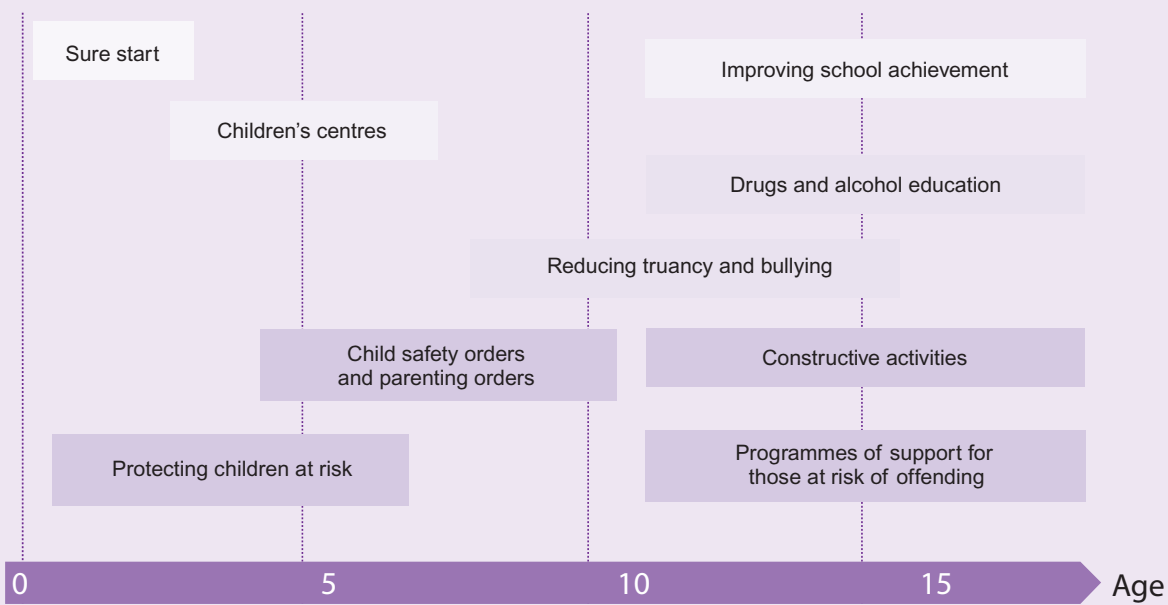 Sure start
Improving school achievement
Children's centres
Drugs and alcohol education
Reducing truancy and bullying
Child safety orders
and parenting orders
Constructive activities
Protecting children at risk
Programmes of support for
those at risk of offending
0 5 10 15 Age